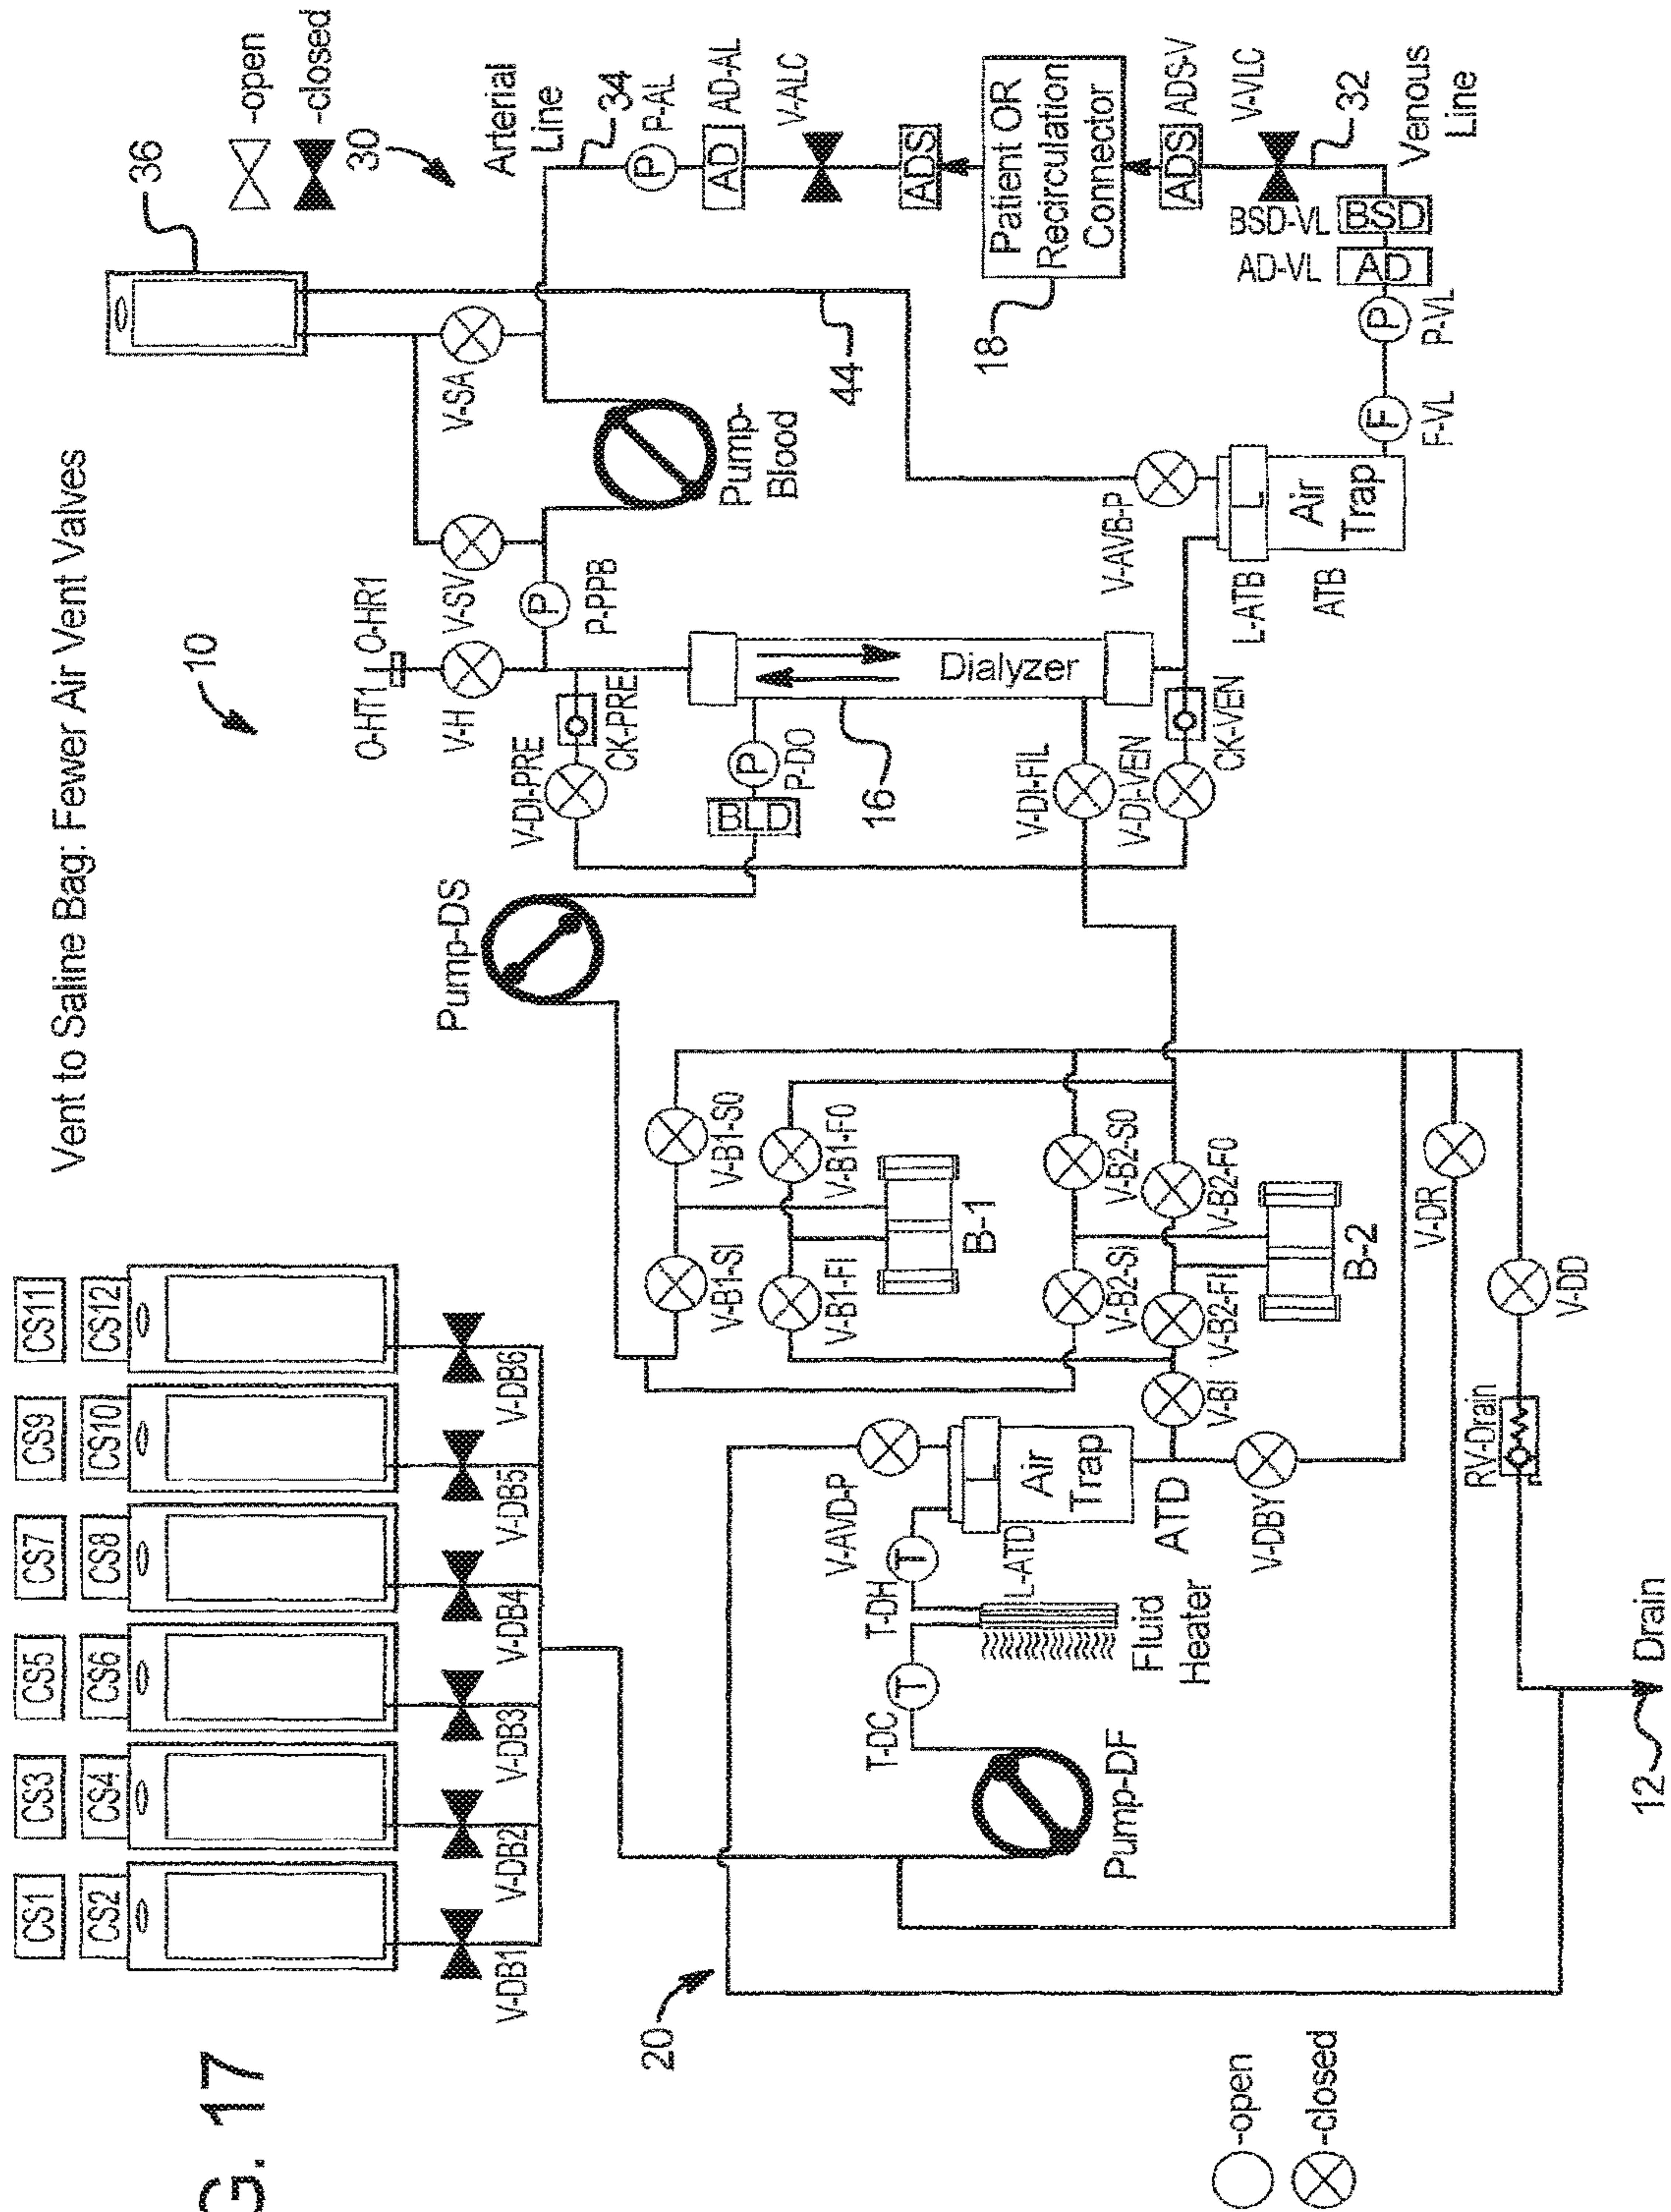 G. 17
Vent to Saline Bag: Fewer Air Vent Valves
10
36
-open
-closed
30
CS1
CS2
CS3
CS4
CS5
CS6
CS7
CS8
CS9
CS10
CS11
CS12
V-DB1
V-DB2
V-DB3
V-DB4
V-DB5
V-DB6
O-HT1
O-HR1
V-H
V-SV
V-SA
P
P-PPB
Pump-
Blood
Arterial
Line
34
P
P-AL
AD
AD-AL
V-ALC
ADS
Patient OR
Recirculation
Connector
18
ADS
ADS-V
V-VLC
32
Venous
Line
BSD-VL
BSD
AD-VL
AD
P
P-VL
F
F-VL
44
V-AVB-P
L-ATB
L
Air
Trap
ATB
V-DI-PRE
CK-PRE
Dialyzer
16
P
P-DO
BLD
V-DI-FIL
V-DI-VEN
CK-VEN
Pump-DS
V-B1-SI
V-B1-S0
V-B1-FI
V-B1-F0
B-1
V-B2-SI
V-B2-S0
V-B2-FI
V-B2-F0
B-2
V-BI
V-DBY
V-DR
V-DD
RV-Drain
V-AVD-P
L
Air
Trap
L-ATD
ATD
T
T-DH
T
T-DC
Fluid
Heater
Pump-DF
20
12
Drain
-open
-closed